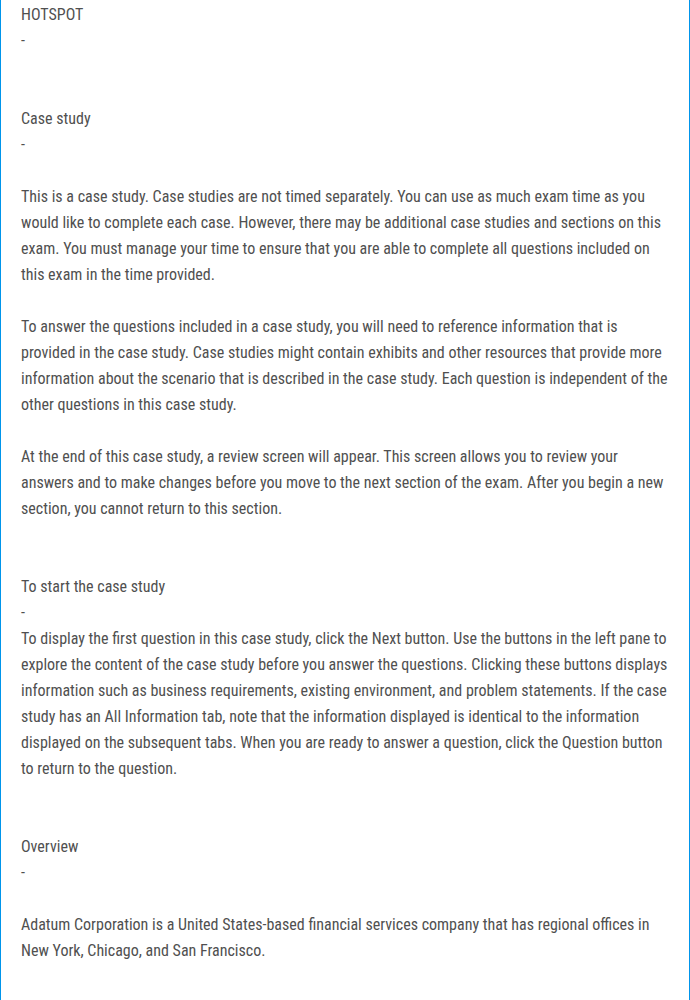 HOTSPOT
-
Case study
-
This is a case study. Case studies are not timed separately. You can use as much exam time as you
would like to complete each case. However, there may be additional case studies and sections on this
exam. You must manage your time to ensure that you are able to complete all questions included on
this exam in the time provided.
To answer the questions included in a case study, you will need to reference information that is
provided in the case study. Case studies might contain exhibits and other resources that provide more
information about the scenario that is described in the case study. Each question is independent of the
other questions in this case study.
At the end of this case study, a review screen will appear. This screen allows you to review your
answers and to make changes before you move to the next section of the exam. After you begin a new
section, you cannot return to this section.
To start the case study
-
To display the first question in this case study, click the Next button. Use the buttons in the left pane to
explore the content of the case study before you answer the questions. Clicking these buttons displays
information such as business requirements, existing environment, and problem statements. If the case
study has an All Information tab, note that the information displayed is identical to the information
displayed on the subsequent tabs. When you are ready to answer a question, click the Question button
to return to the question.
Overview
-
Adatum Corporation is a United States-based financial services company that has regional offices in
New York, Chicago, and San Francisco.